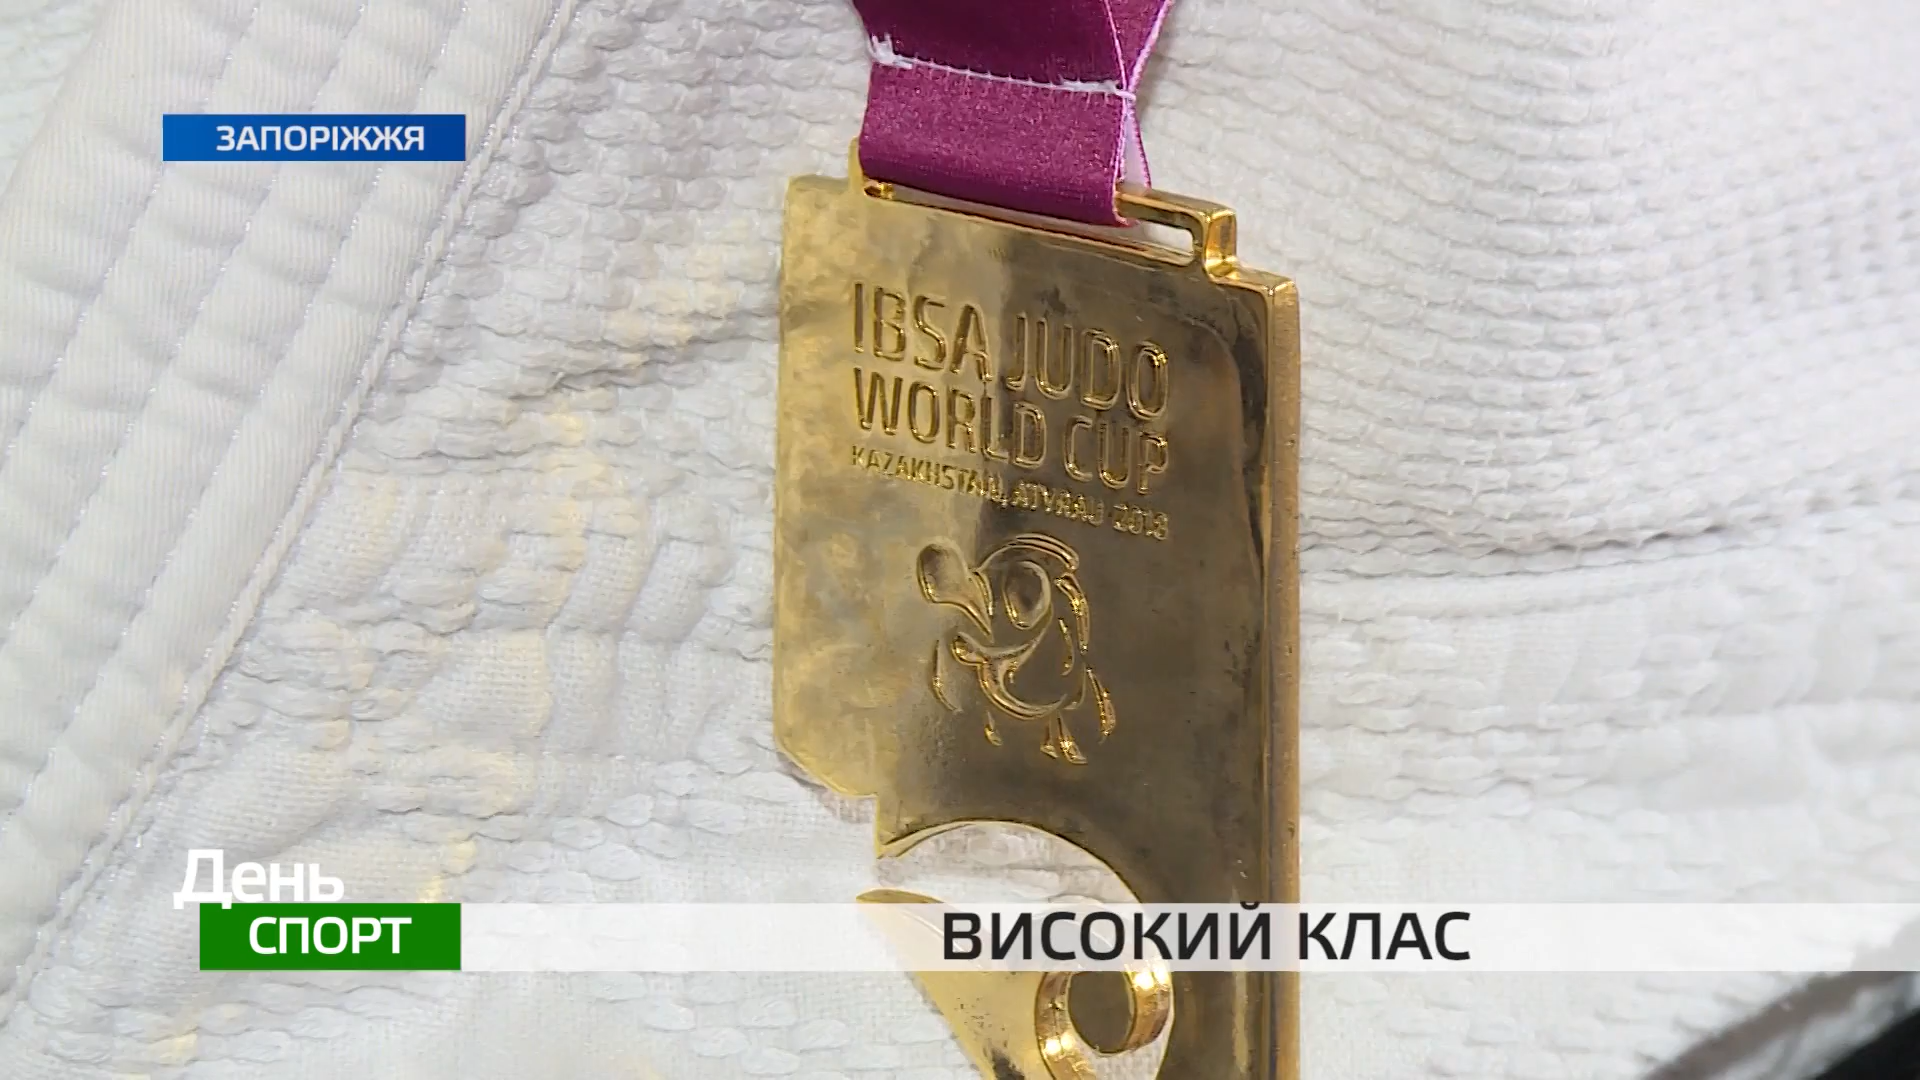 ЗАПОРІЖЖЯ
IBSA JUDO
WORLD CUP
KAZAKHSTAN, ATYRAU 2018
День
СПОРТ
ВИСОКИЙ КЛАС